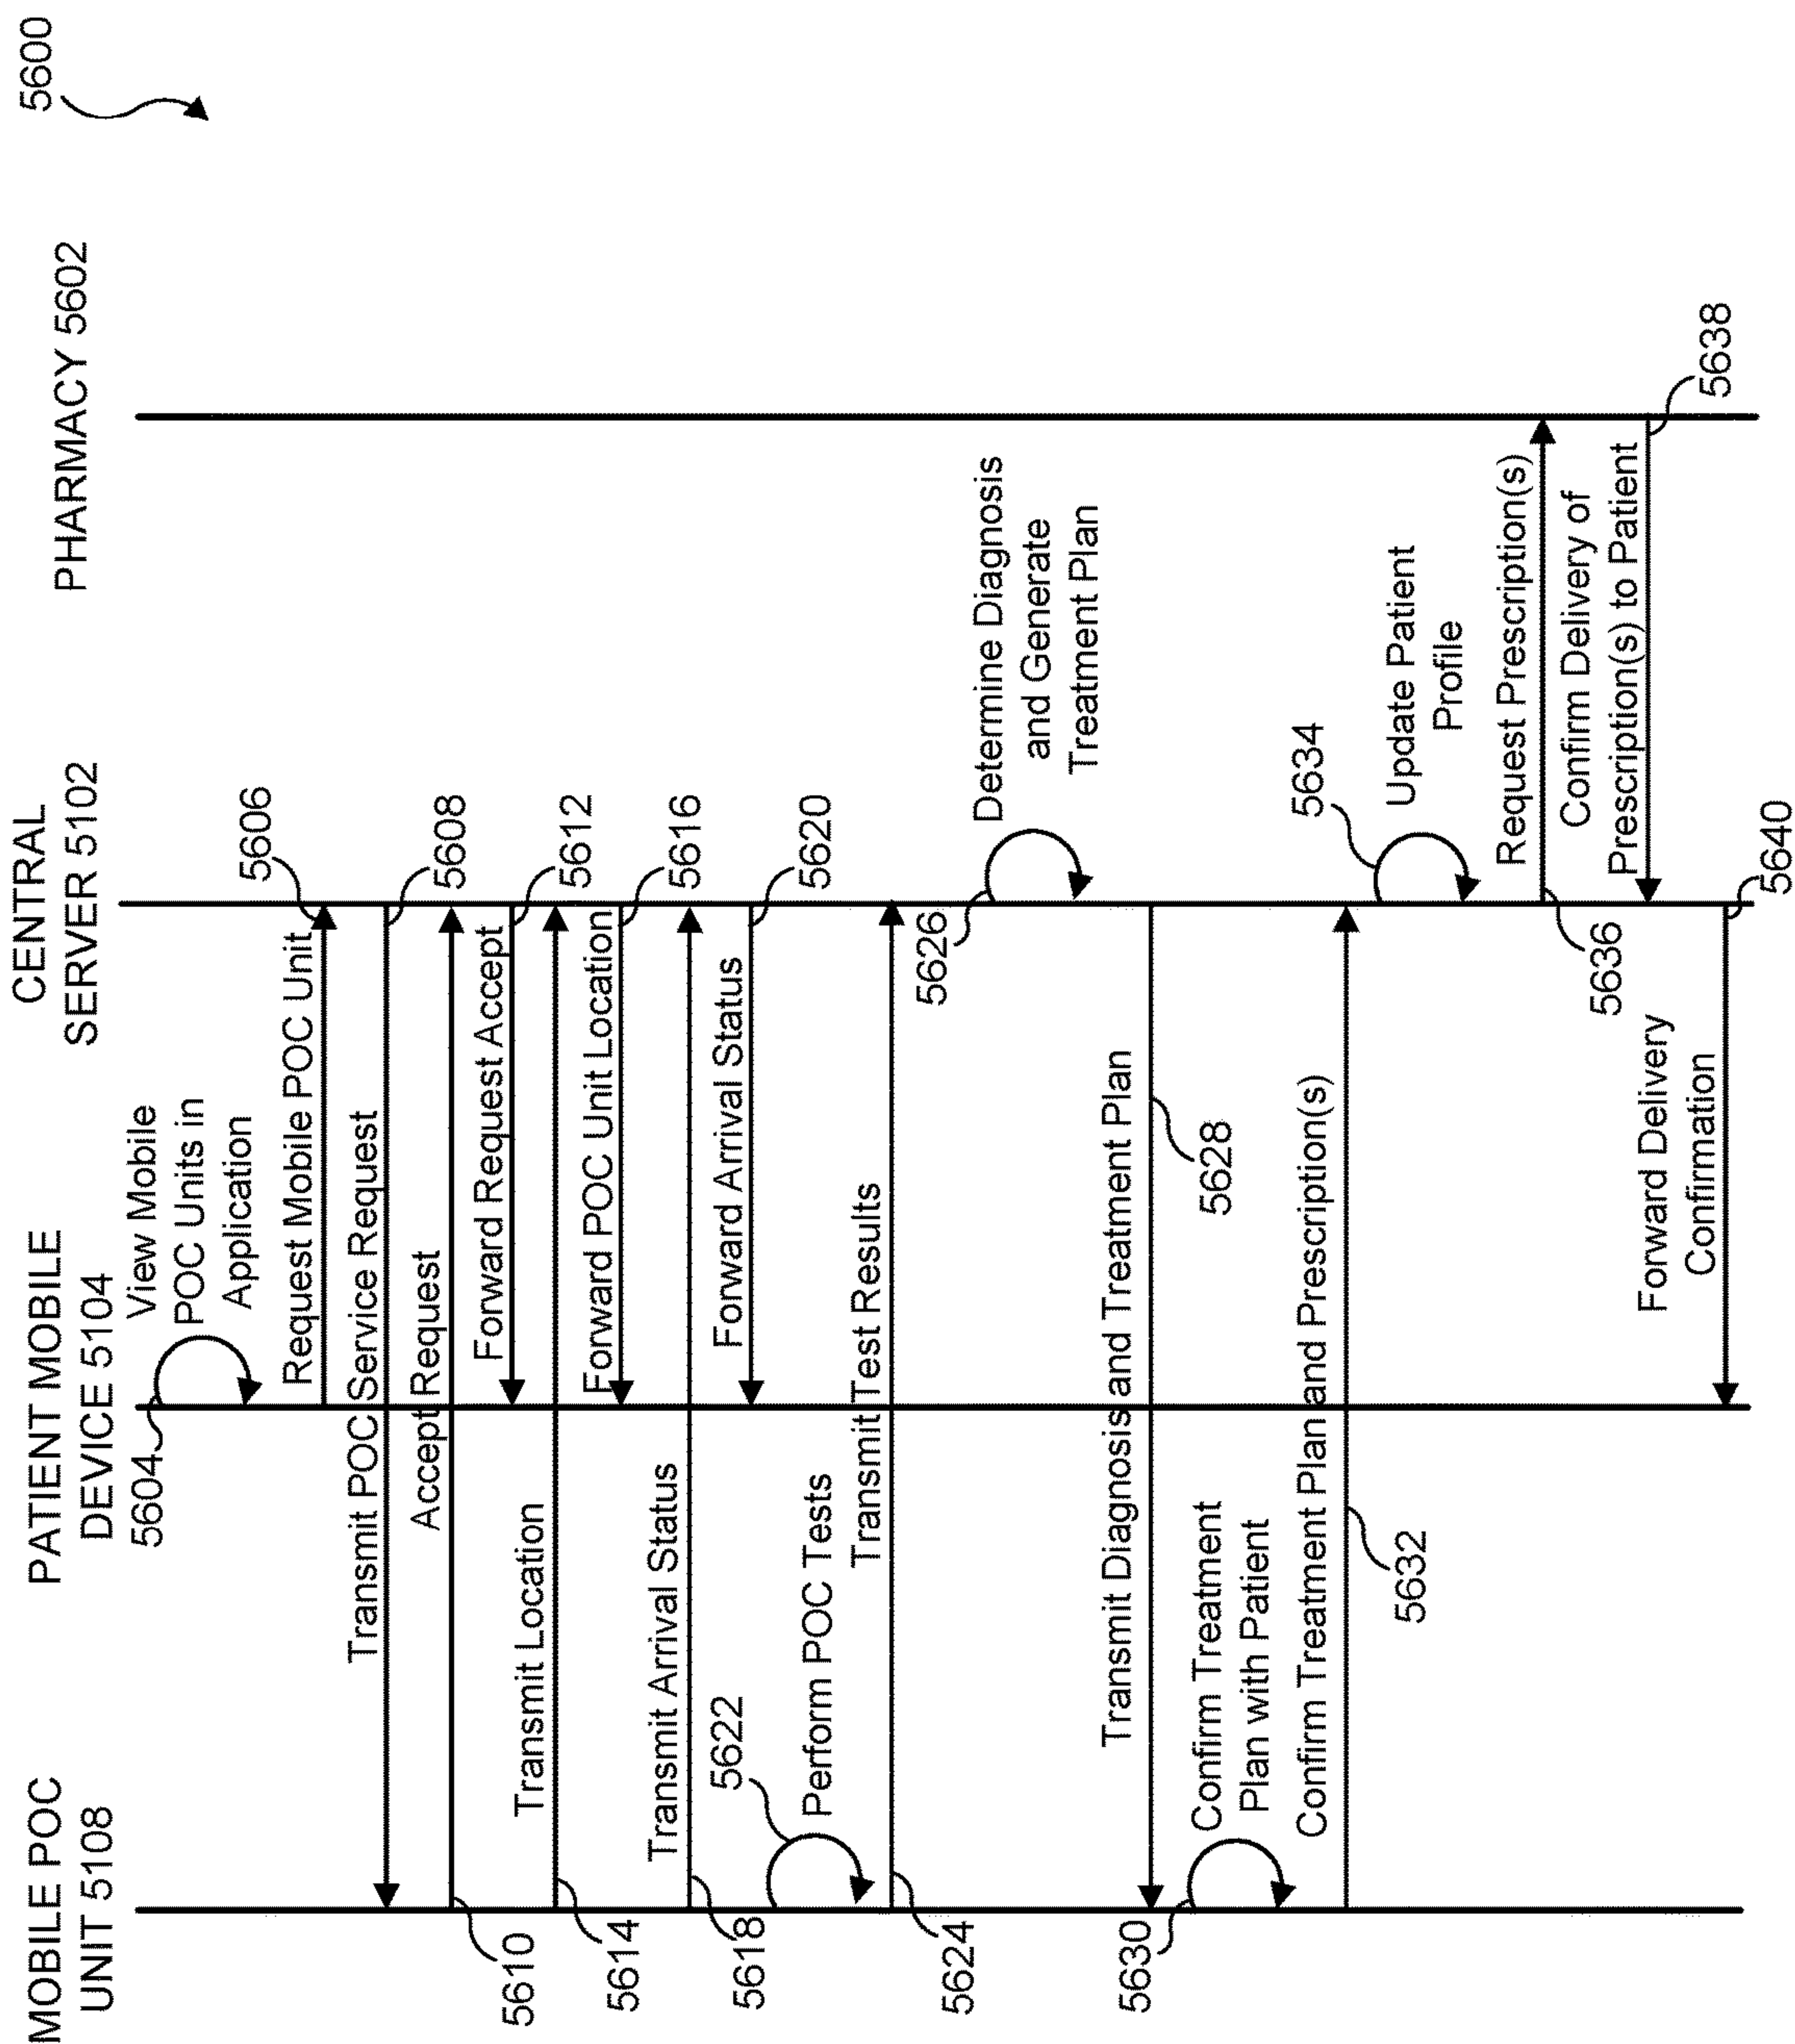 5600
MOBILE POC
UNIT 5108
PATIENT MOBILE
DEVICE 5104
CENTRAL
SERVER 5102
PHARMACY 5602
5604
View Mobile
POC Units in
Application
5606
Request Mobile POC Unit
Transmit POC Service Request
5608
Accept Request
5610
Forward Request Accept
5612
Transmit Location
5614
Forward POC Unit Location
5616
Transmit Arrival Status
5618
Forward Arrival Status
5620
5622
Perform POC Tests
Transmit Test Results
5624
5626
Determine Diagnosis
and Generate
Treatment Plan
Transmit Diagnosis and Treatment Plan
5628
5630
Confirm Treatment
Plan with Patient
Confirm Treatment Plan and Prescription(s)
5632
5634
Update Patient
Profile
Request Prescription(s)
5636
Confirm Delivery of
Prescription(s) to Patient
5638
Forward Delivery
Confirmation
5640